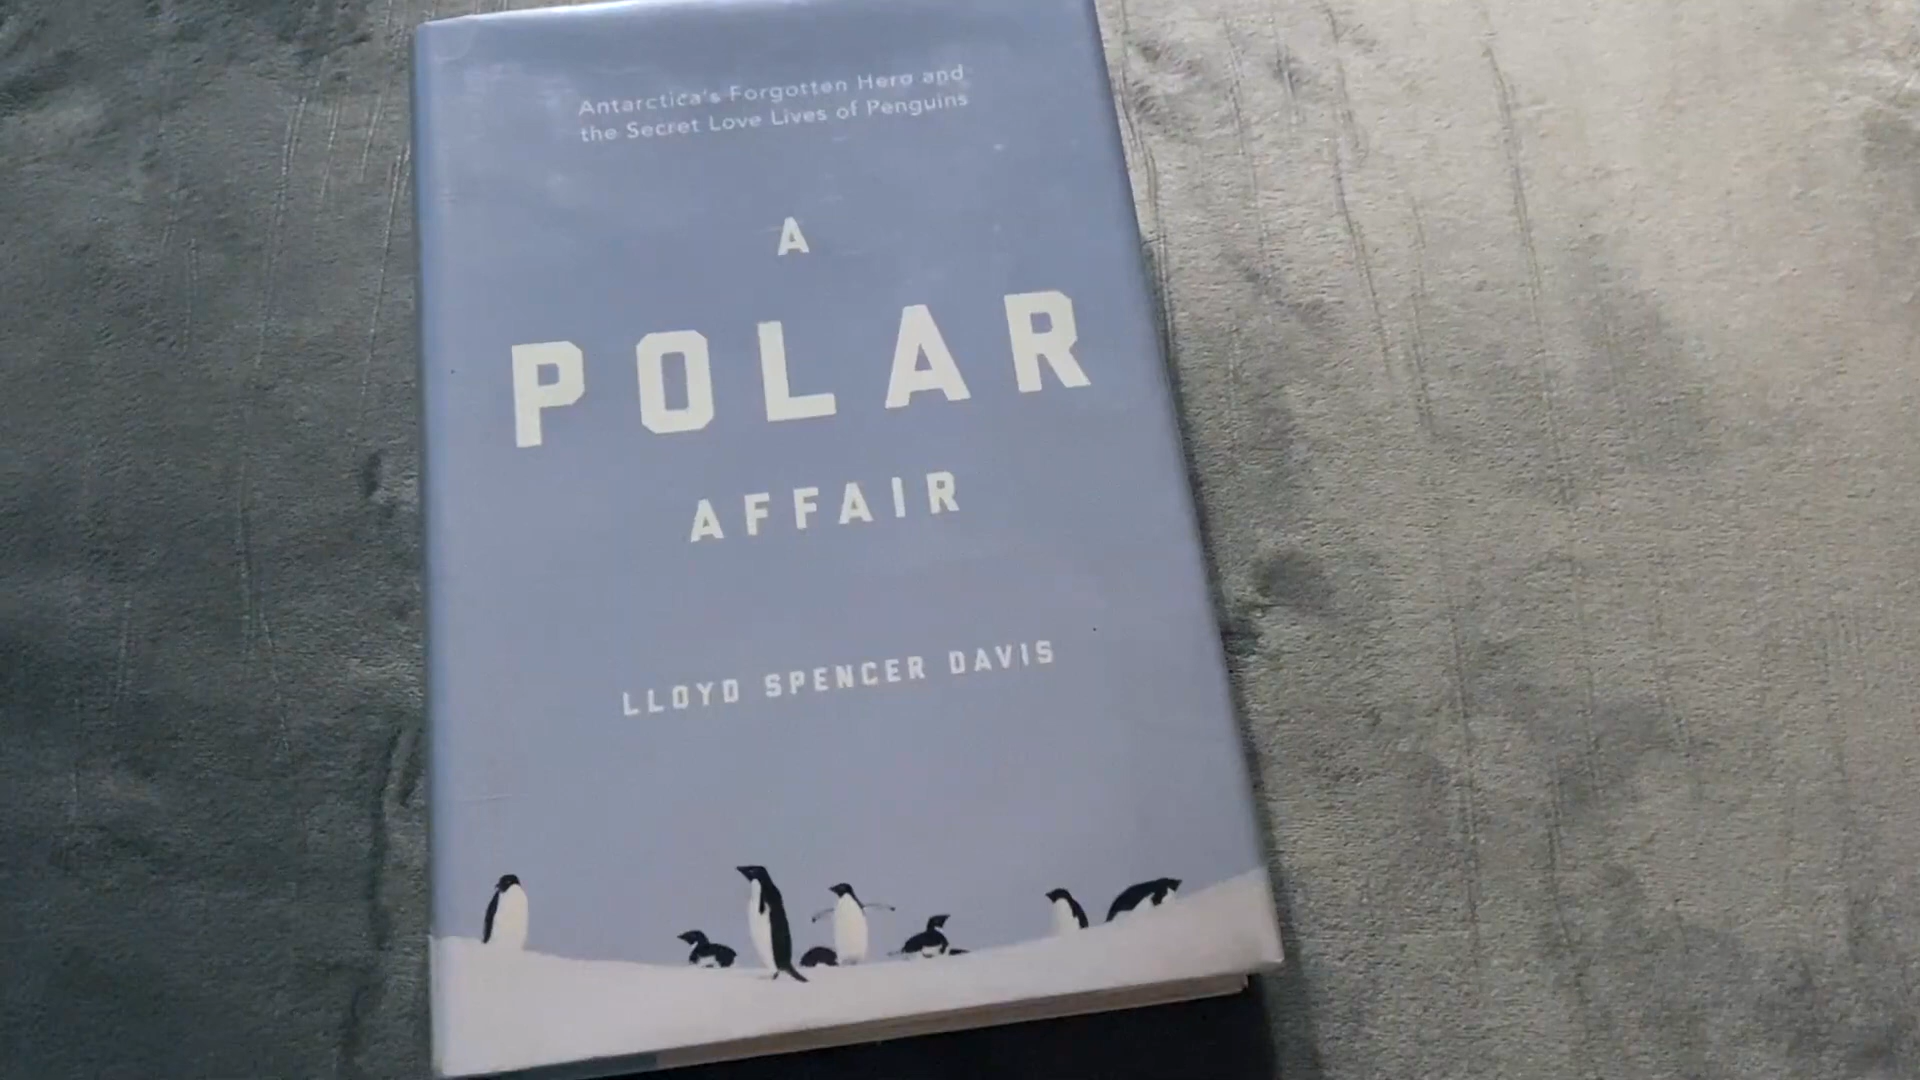 Antarctica's Forgotten Hero and
the Secret Love Lives of Penguins
A
POLAR
AFFAIR
LLOYD SPENCER DAVIS